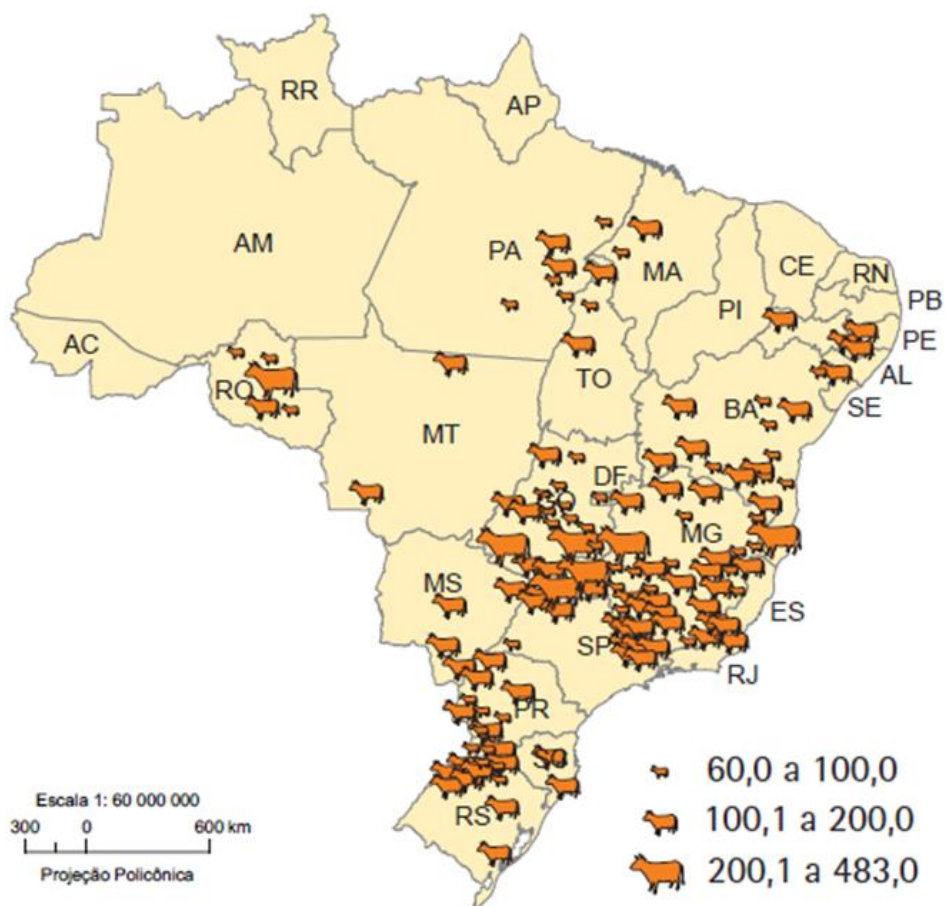 RR
AP
AM
PA
MA
CE
RN
PB
PI
PE
AC
AL
TO
RO
SE
BA
MT
DF
GO
MG
MS
ES
SP
RJ
PR
SC
RS
60,0 a 100,0
100,1 a 200,0
200,1 a 483,0
Escala 1: 60 000 000
300 0 600 km
Projeção Policônica